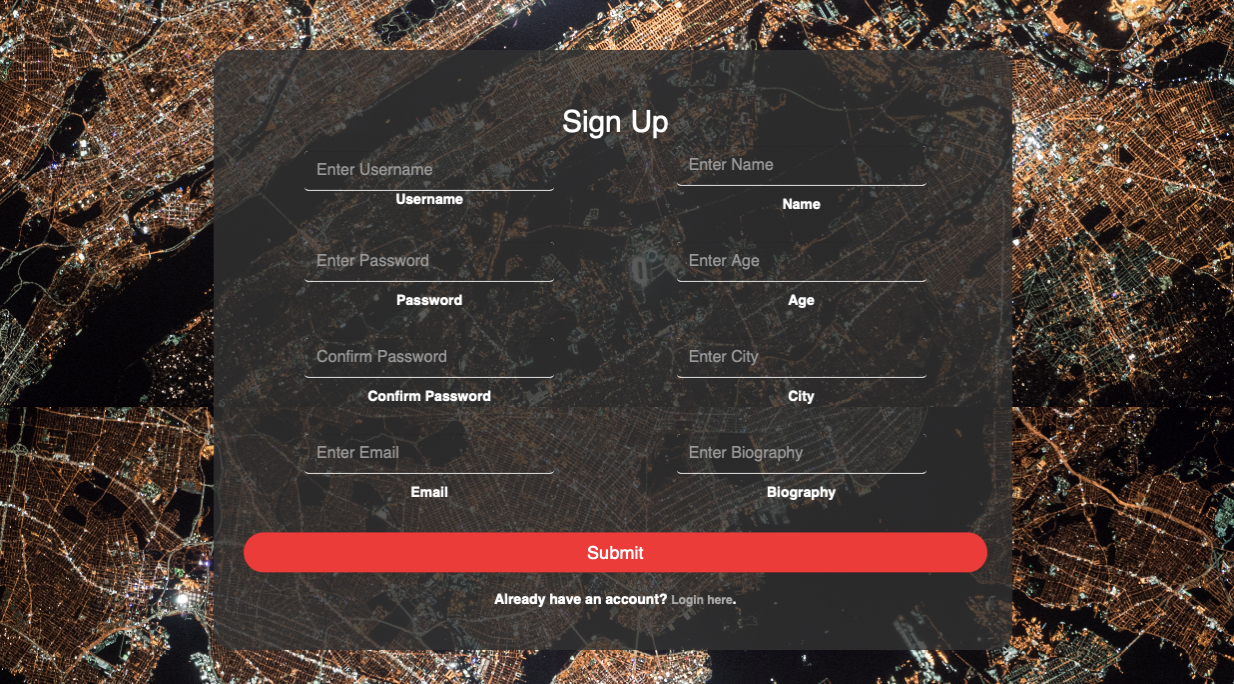 Sign Up
Enter Username
Username
Enter Name
Name
Enter Password
Password
Enter Age
Age
Confirm Password
Confirm Password
Enter City
City
Enter Email
Email
Enter Biography
Biography
Submit
Already have an account? Login here.